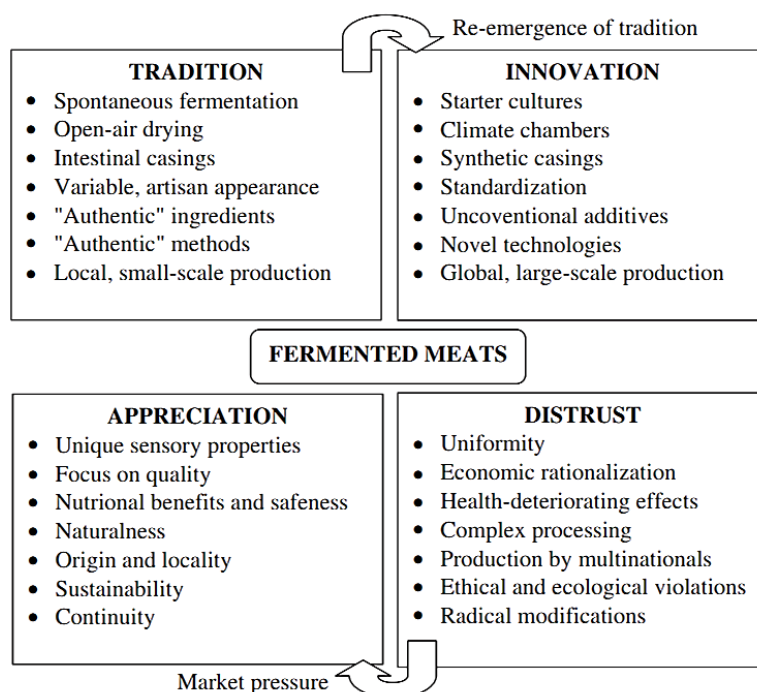 Re-emergence of tradition
TRADITION
• Spontaneous fermentation
• Open-air drying
• Intestinal casings
• Variable, artisan appearance
• "Authentic" ingredients
• "Authentic" methods
• Local, small-scale production
INNOVATION
• Starter cultures
• Climate chambers
• Synthetic casings
• Standardization
• Uncoventional additives
• Novel technologies
• Global, large-scale production
FERMENTED MEATS
APPRECIATION
• Unique sensory properties
• Focus on quality
• Nutrional benefits and safeness
• Naturalness
• Origin and locality
• Sustainability
• Continuity
DISTRUST
• Uniformity
• Economic rationalization
• Health-deteriorating effects
• Complex processing
• Production by multinationals
• Ethical and ecological violations
• Radical modifications
Market pressure